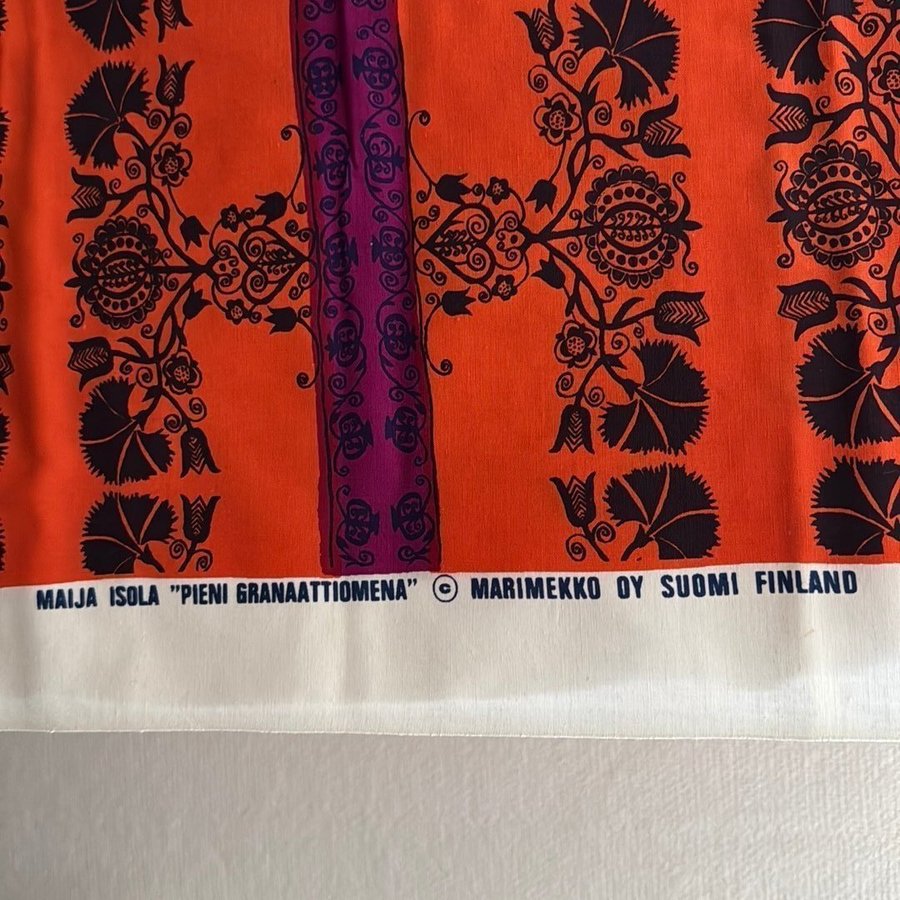 MAIJA ISOLA "PIENI GRANAATTIOMENA" © MARIMEKKO OY SUOMI FINLAND